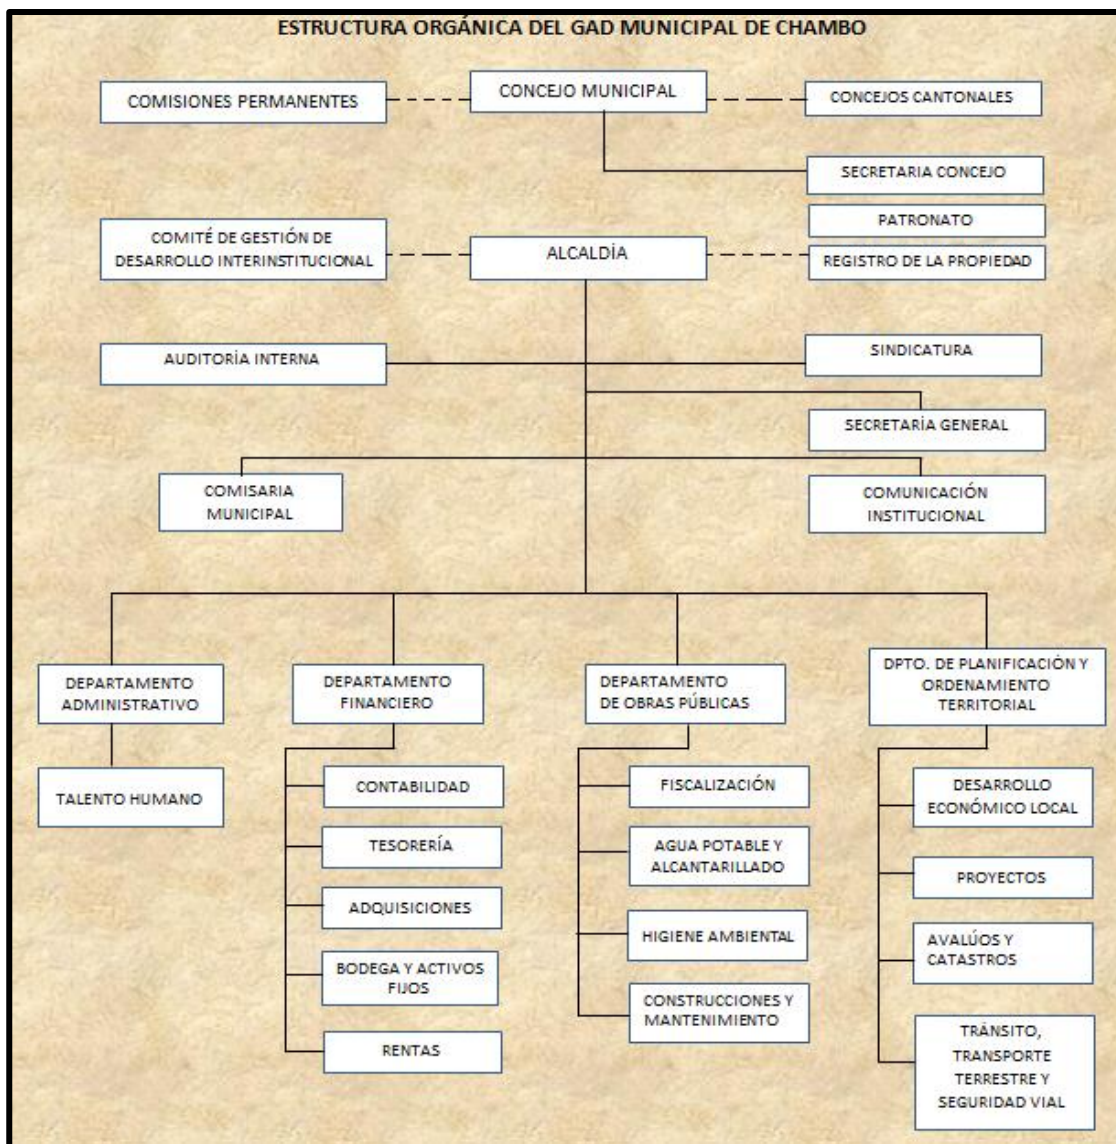 ESTRUCTURA ORGÁNICA DEL GAD MUNICIPAL DE CHAMBO
COMISIONES PERMANENTES
CONCEJO MUNICIPAL
CONCEJOS CANTONALES
SECRETARIA CONCEJO
PATRONATO
COMITÉ DE GESTIÓN DE
DESARROLLO INTERINSTITUCIONAL
ALCALDÍA
REGISTRO DE LA PROPIEDAD
AUDITORÍA INTERNA
SINDICATURA
SECRETARÍA GENERAL
COMISARIA
MUNICIPAL
COMUNICACIÓN
INSTITUCIONAL
DEPARTAMENTO
ADMINISTRATIVO
TALENTO HUMANO
DEPARTAMENTO
FINANCIERO
CONTABILIDAD
TESORERÍA
ADQUISICIONES
BODEGA Y ACTIVOS
FIJOS
RENTAS
DEPARTAMENTO
DE OBRAS PÚBLICAS
FISCALIZACIÓN
AGUA POTABLE Y
ALCANTARILLADO
HIGIENE AMBIENTAL
CONSTRUCCIONES Y
MANTENIMIENTO
DPTO. DE PLANIFICACIÓN Y
ORDENAMIENTO
TERRITORIAL
DESARROLLO
ECONÓMICO LOCAL
PROYECTOS
AVALÚOS Y
CATASTROS
TRÁNSITO,
TRANSPORTE
TERRESTRE Y
SEGURIDAD VIAL